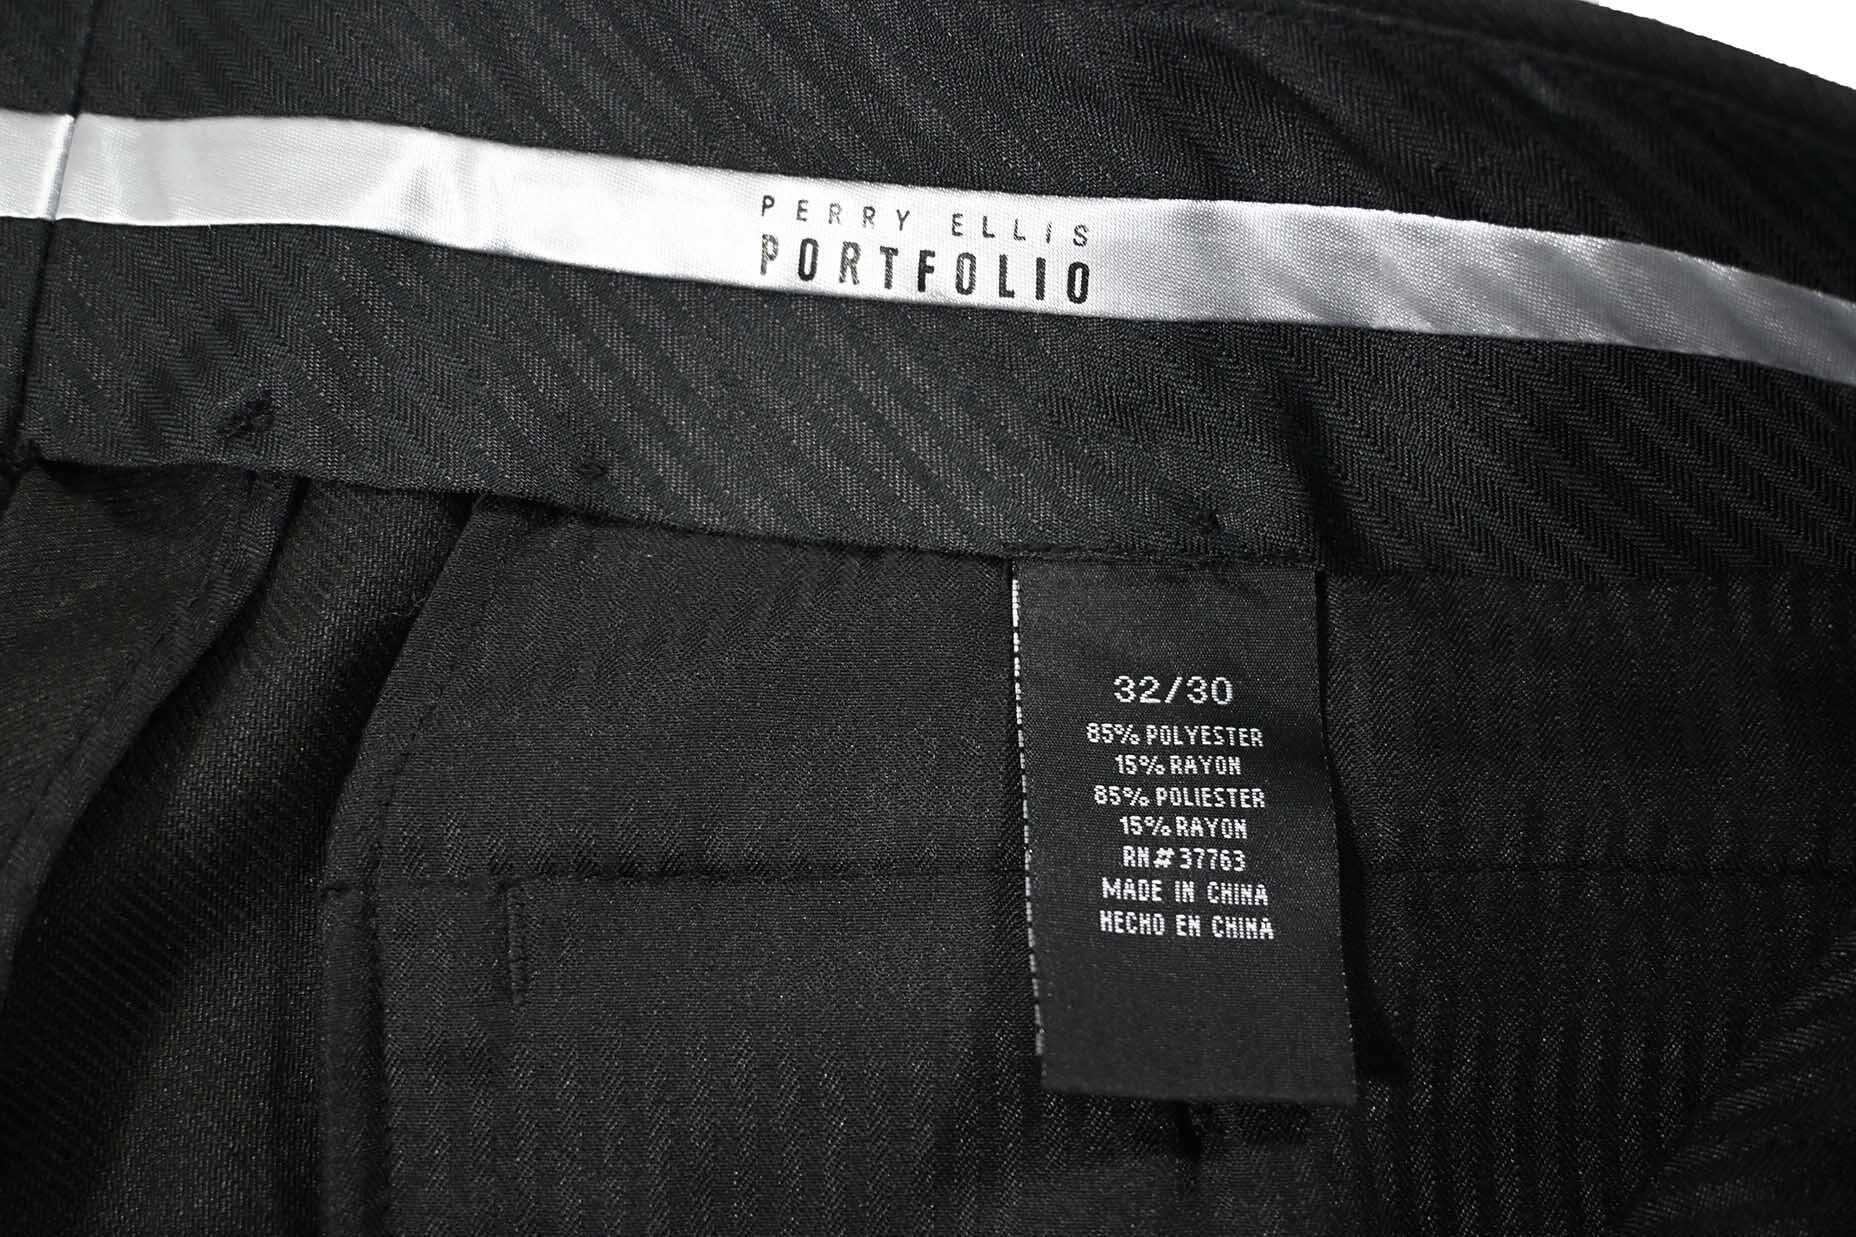 PERRY ELLIS
PORTFOLIO
32/30
85% POLYESTER
15% RAYON
85% POLIESTER
15% RAYON
RN# 37763
MADE IN CHINA
HECHO EN CHINA